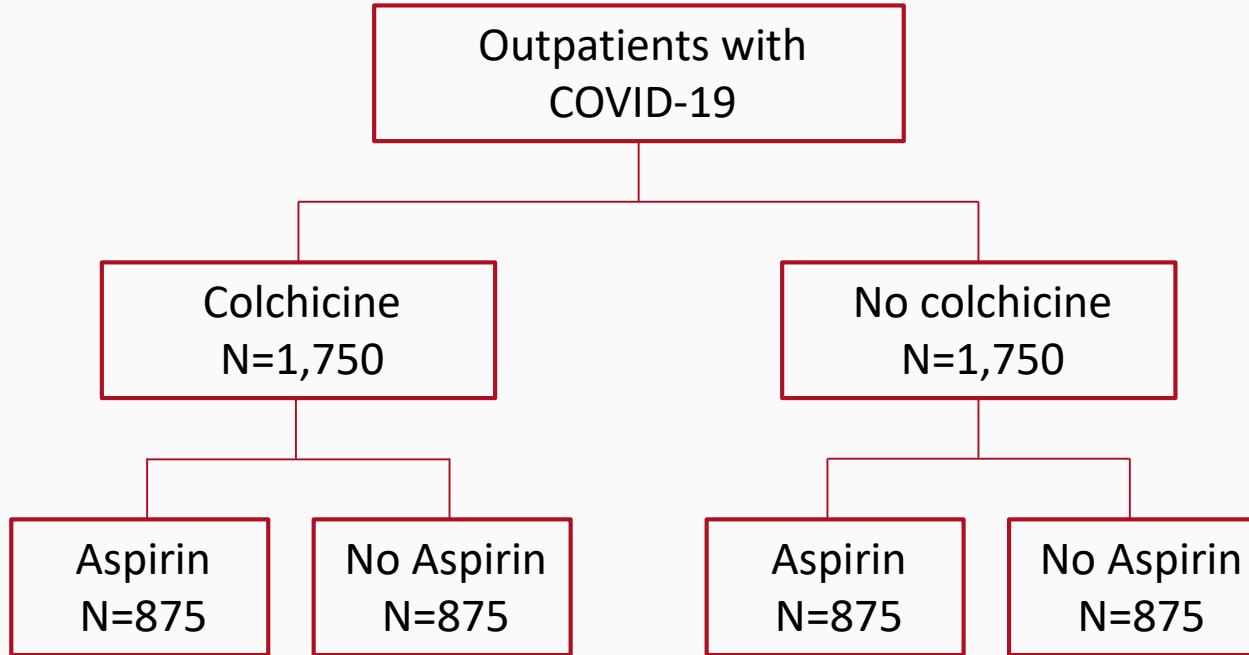 Outpatients with
COVID-19
Colchicine
N=1,750
No colchicine
N=1,750
Aspirin
N=875
No Aspirin
N=875
Aspirin
N=875
No Aspirin
N=875